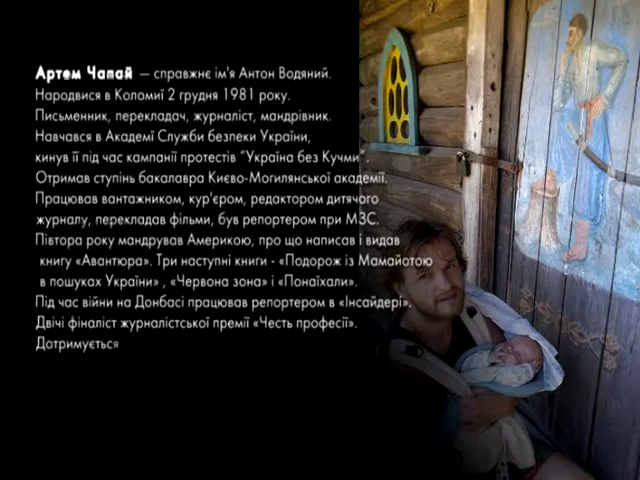 Артем Чапай — справжнє ім'я Антон Водяний.
Народвися в Коломиї 2 грудня 1981 року.
Письменник, перекладач, журналіст, мандрівник.
Навчався в Академї Служби безпеки України,
кинув її під час кампанії протестів "Україна без Кучми".
Отримав ступінь бакалавра Києво-Могилянської академії.
Працював вантажником, кур'єром, редактором дитячого
журналу, перекладав фільми, був репортером при МЗС.
Півтора року мандрував Америкою, про що написав і видав
книгу «Авантюра». Три наступні книги - «Подорож із Мамайотою
в пошуках України» , «Червона зона» і «Понаїхали».
Під час війни на Донбасі працював репортером в «Інсайдері».
Двічі фіналіст журналістської премії «Честь професії».
Дотримується